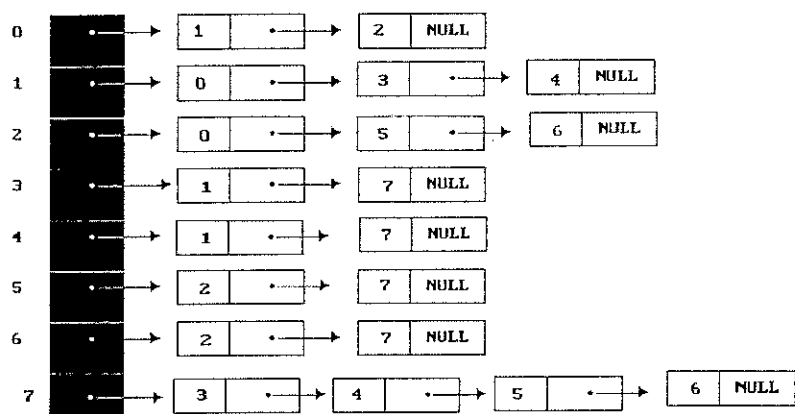 0 1 2 NULL
1 0 3 4 NULL
2 0 5 6 NULL
3 1 7 NULL
4 1 7 NULL
5 2 7 NULL
6 2 7 NULL
7 3 4 5 6 NULL